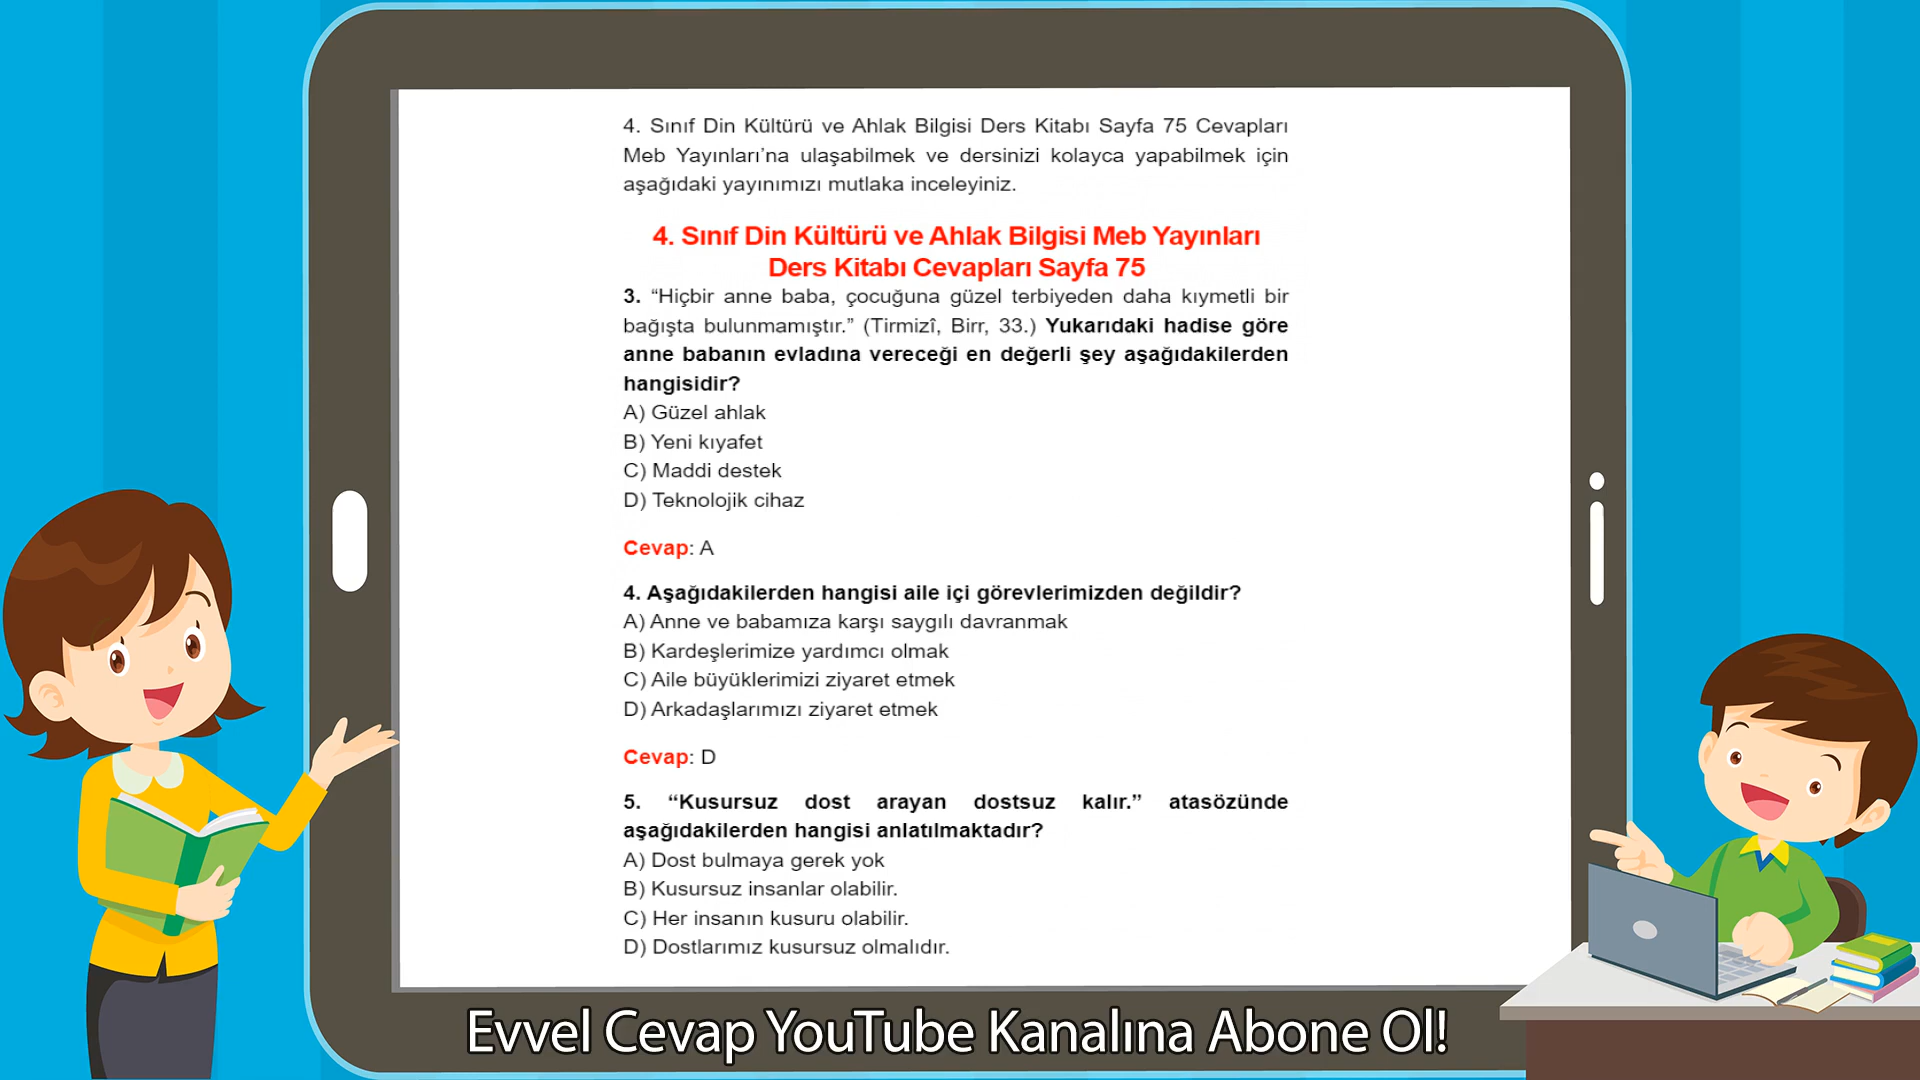 4. Sınıf Din Kültürü ve Ahlak Bilgisi Ders Kitabı Sayfa 75 Cevapları
Meb Yayınları’na ulaşabilmek ve dersinizi kolayca yapabilmek için
aşağıdaki yayınımızı mutlaka inceleyiniz.
4. Sınıf Din Kültürü ve Ahlak Bilgisi Meb Yayınları
Ders Kitabı Cevapları Sayfa 75
3. “Hiçbir anne baba, çocuğuna güzel terbiyeden daha kıymetli bir
bağışta bulunmamıştır.” (Tirmizî, Birr, 33.) Yukarıdaki hadise göre
anne babanın evladına vereceği en değerli şey aşağıdakilerden
hangisidir?
A) Güzel ahlak
B) Yeni kıyafet
C) Maddi destek
D) Teknolojik cihaz
Cevap: A
4. Aşağıdakilerden hangisi aile içi görevlerimizden değildir?
A) Anne ve babamıza karşı saygılı davranmak
B) Kardeşlerimize yardımcı olmak
C) Aile büyüklerimizi ziyaret etmek
D) Arkadaşlarımızı ziyaret etmek
Cevap: D
5. “Kusursuz dost arayan dostsuz kalır.” atasözünde
aşağıdakilerden hangisi anlatılmaktadır?
A) Dost bulmaya gerek yok
B) Kusursuz insanlar olabilir.
C) Her insanın kusuru olabilir.
D) Dostlarımız kusursuz olmalıdır.
Evvel Cevap YouTube Kanalına Abone Ol!